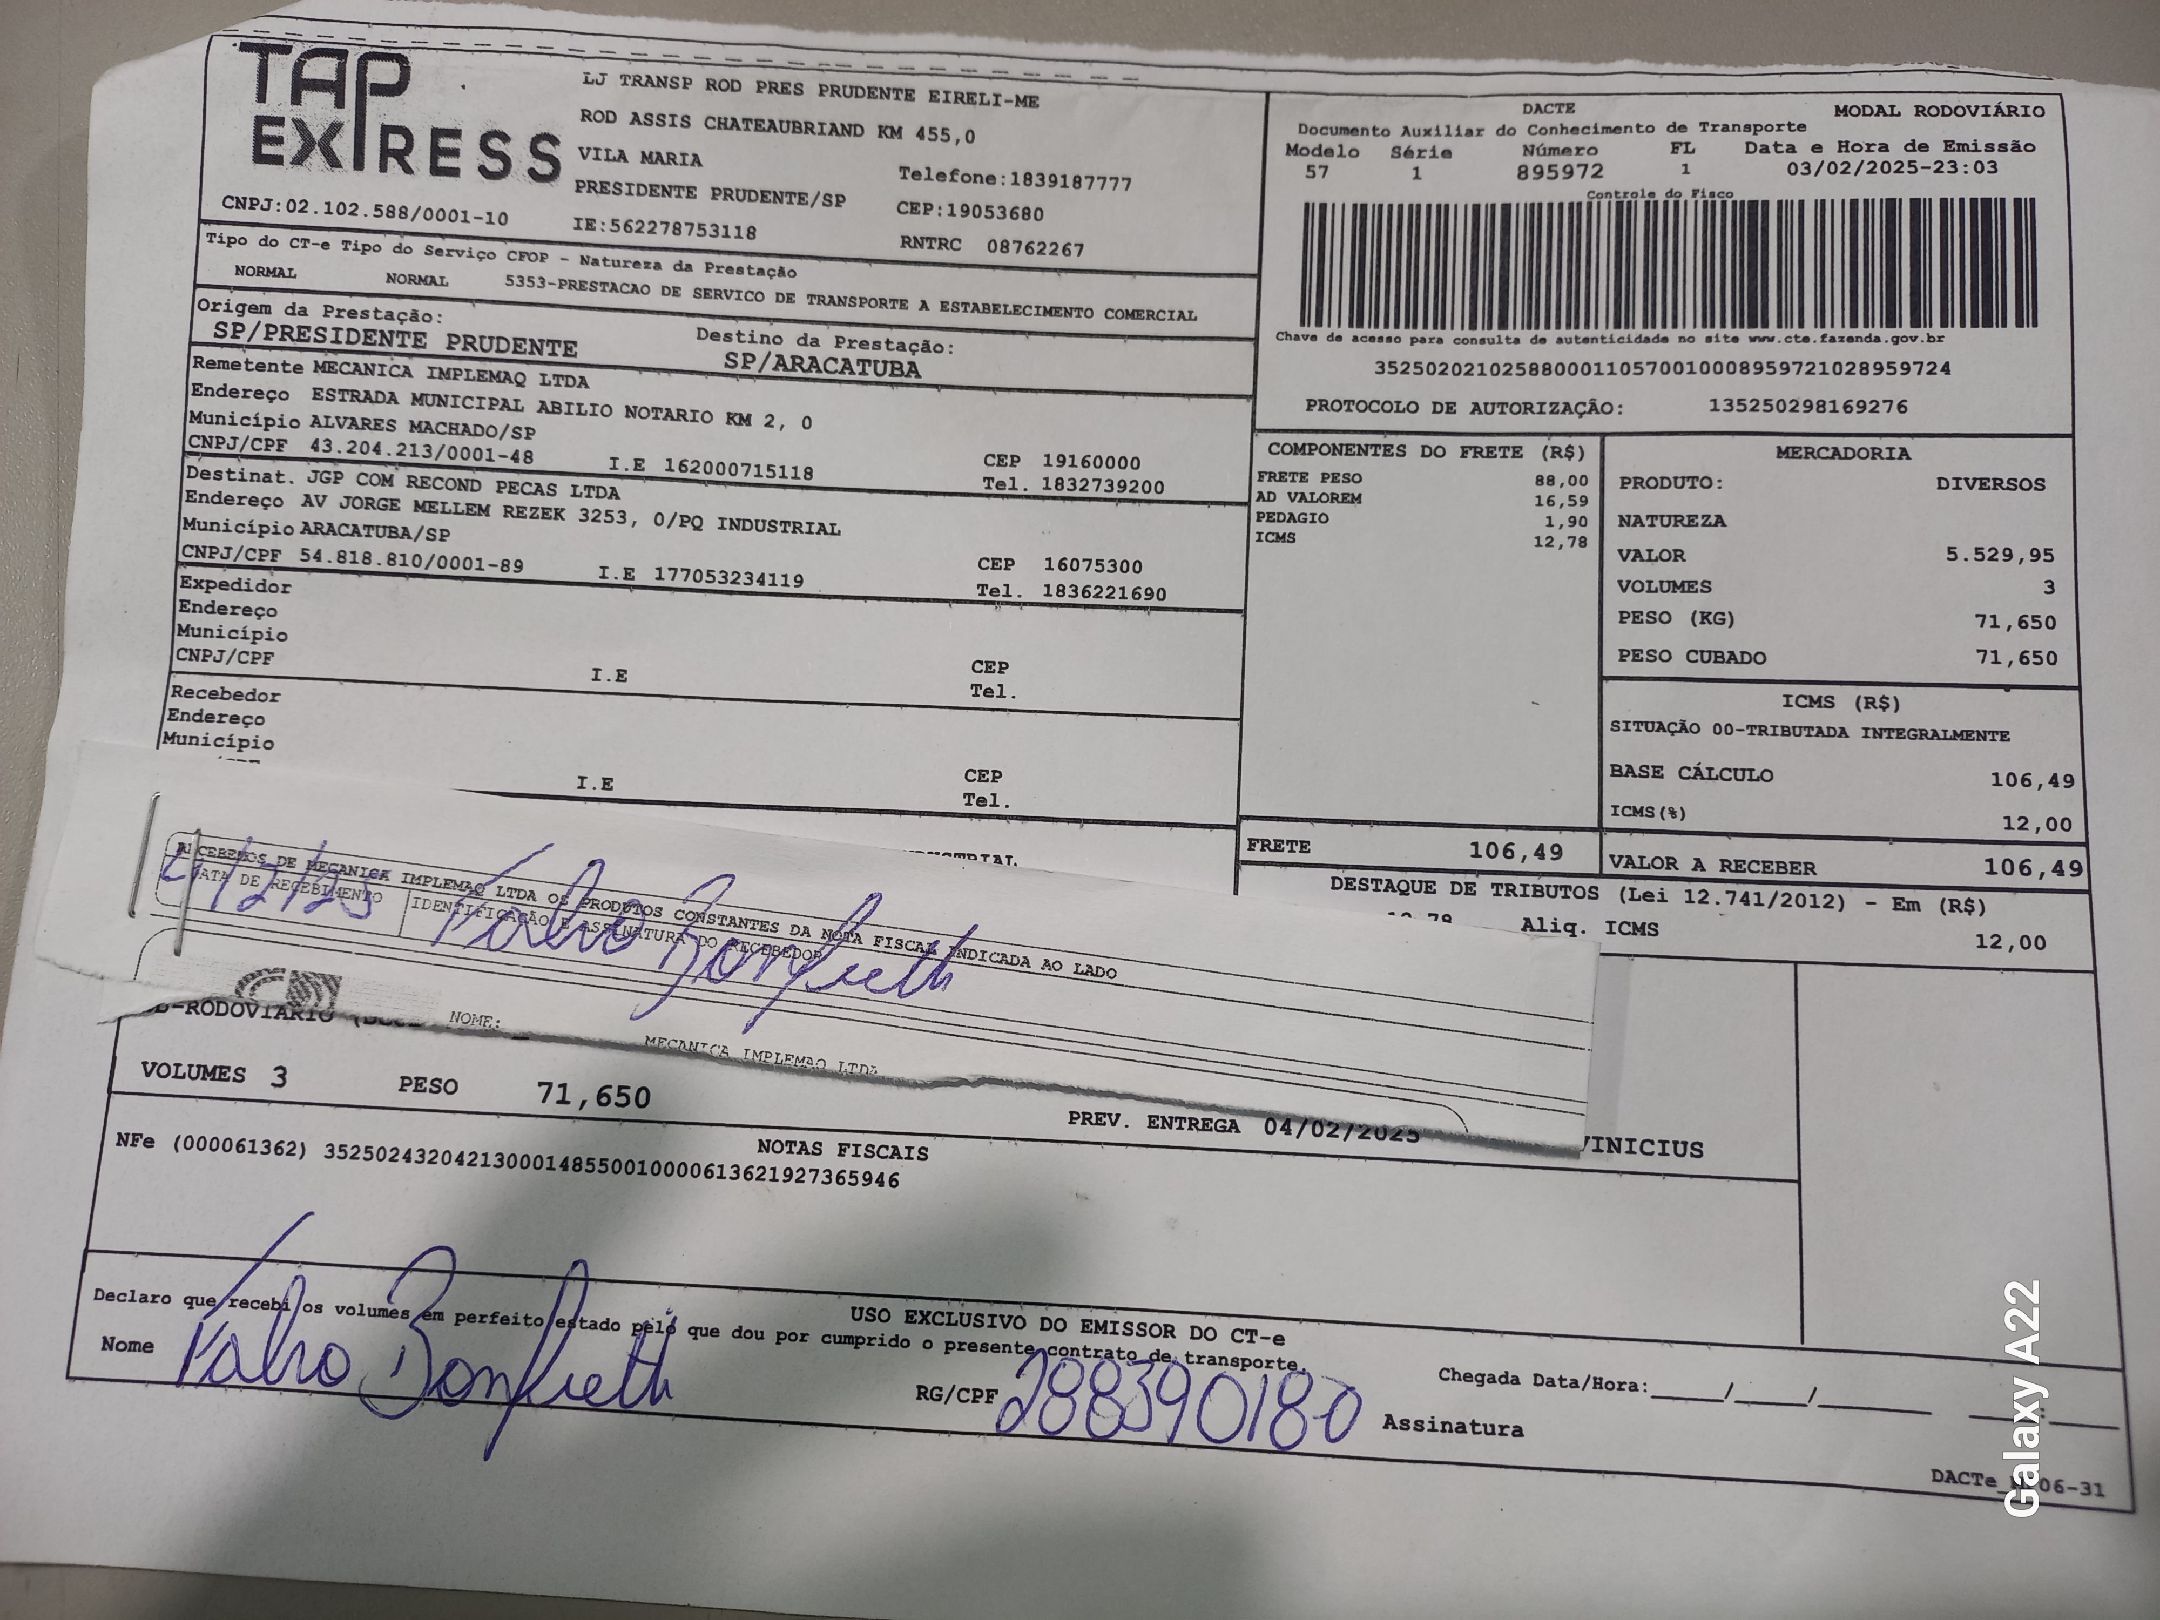 TAP
EXPRESS
LJ TRANSP ROD PRES PRUDENTE EIRELI-ME
ROD ASSIS CHATEAUBRIAND KM 455,0
VILA MARIA
Telefone:1839187777
PRESIDENTE PRUDENTE/SP
CEP:19053680
CNPJ:02.102.588/0001-10
IE:562278753118
RNTRC 08762267
DACTE
MODAL RODOVIÁRIO
Documento Auxiliar do Conhecimento de Transporte
Modelo Série Número FL Data e Hora de Emissão
57 1 895972 1 03/02/2025-23:03
Controle do Fisco
Chave de acesso para consulta de autenticidade no site www.cte.fazenda.gov.br
35250202102588000110570010008959721028959724
PROTOCOLO DE AUTORIZAÇÃO: 135250298169276
Tipo do CT-e Tipo do Serviço CFOP - Natureza da Prestação
NORMAL NORMAL 5353-PRESTACAO DE SERVICO DE TRANSPORTE A ESTABELECIMENTO COMERCIAL
Origem da Prestação:
SP/PRESIDENTE PRUDENTE
Destino da Prestação:
SP/ARACATUBA
Remetente MECANICA IMPLEMAQ LTDA
Endereço ESTRADA MUNICIPAL ABILIO NOTARIO KM 2, 0
Município ALVARES MACHADO/SP
CEP 19160000
CNPJ/CPF 43.204.213/0001-48 I.E 162000715118
Tel. 1832739200
Destinat. JGP COM RECOND PECAS LTDA
Endereço AV JORGE MELLEM REZEK 3253, 0/PQ INDUSTRIAL
Município ARACATUBA/SP
CEP 16075300
CNPJ/CPF 54.818.810/0001-89 I.E 177053234119
Tel. 1836221690
Expedidor
Endereço
Município
CEP
CNPJ/CPF I.E
Tel.
Recebedor
Endereço
Município
CEP
I.E
Tel.
COMPONENTES DO FRETE (R$)
FRETE PESO 88,00
AD VALOREM 16,59
PEDAGIO 1,90
ICMS 12,78
MERCADORIA
PRODUTO: DIVERSOS
NATUREZA
VALOR 5.529,95
VOLUMES 3
PESO (KG) 71,650
PESO CUBADO 71,650
ICMS (R$)
SITUAÇÃO 00-TRIBUTADA INTEGRALMENTE
BASE CÁLCULO 106,49
ICMS(%) 12,00
FRETE 106,49
VALOR A RECEBER 106,49
DESTAQUE DE TRIBUTOS (Lei 12.741/2012) - Em (R$)
Aliq. ICMS 12,00
RECEBEMOS DE MECANICA IMPLEMAQ LTDA OS PRODUTOS CONSTANTES DA NOTA FISCAL INDICADA AO LADO
DATA DE RECEBIMENTO
IDENTIFICAÇÃO E ASSINATURA DO RECEBEDOR
4/2/25
NOME:
MECANICA IMPLEMAQ LTDA
VOLUMES 3 PESO 71,650
PREV. ENTREGA 04/02/2025
VINICIUS
NOTAS FISCAIS
NFe (000061362) 35250243204213000148550010000613621927365946
USO EXCLUSIVO DO EMISSOR DO CT-e
Declaro que recebi os volumes em perfeito estado pelo que dou por cumprido o presente contrato de transporte.
Nome
RG/CPF 288390180
Chegada Data/Hora:_____/_____/________ ____:_____
Assinatura
Galaxy A22